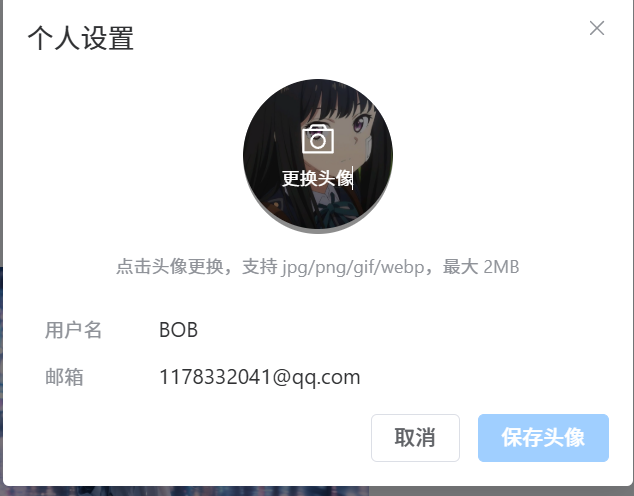 个人设置
更换头像
点击头像更换，支持 jpg/png/gif/webp，最大 2MB
用户名 BOB
邮箱 1178332041@qq.com
取消 保存头像